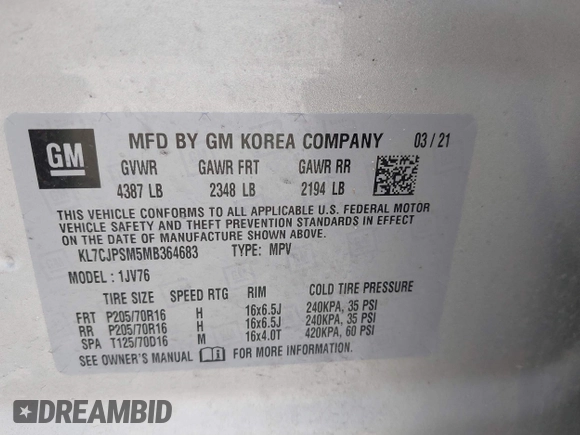 GM
MFD BY GM KOREA COMPANY 03/21
GVWR GAWR FRT GAWR RR
4387 LB 2348 LB 2194 LB
THIS VEHICLE CONFORMS TO ALL APPLICABLE U.S. FEDERAL MOTOR
VEHICLE SAFETY AND THEFT PREVENTION STANDARDS IN EFFECT
ON THE DATE OF MANUFACTURE SHOWN ABOVE.
KL7CJPSM5MB364683 TYPE: MPV
MODEL: 1JV76
TIRE SIZE SPEED RTG RIM COLD TIRE PRESSURE
FRT P205/70R16 H 16x6.5J 240KPA, 35 PSI
RR P205/70R16 H 16x6.5J 240KPA, 35 PSI
SPA T125/70D16 M 16x4.0T 420KPA, 60 PSI
SEE OWNER'S MANUAL FOR MORE INFORMATION.
DREAMBID